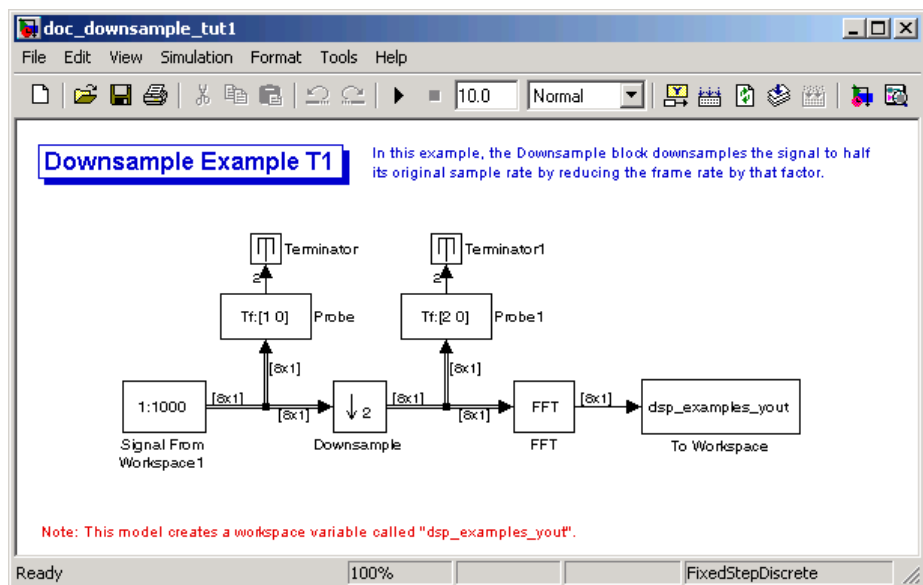 doc_downsample_tut1
File Edit View Simulation Format Tools Help
10.0 Normal
Downsample Example T1
In this example, the Downsample block downsamples the signal to half
its original sample rate by reducing the frame rate by that factor.
Terminator
Terminator1
2
2
Tf:[1 0]
Probe
Tf:[2 0]
Probe1
[8x1]
[8x1]
1:1000
[8x1]
[8x1]
↓ 2
[8x1]
[8x1]
FFT
[8x1]
dsp_examples_yout
Signal From
Workspace1
Downsample
FFT
To Workspace
Note: This model creates a workspace variable called "dsp_examples_yout".
Ready
100%
FixedStepDiscrete